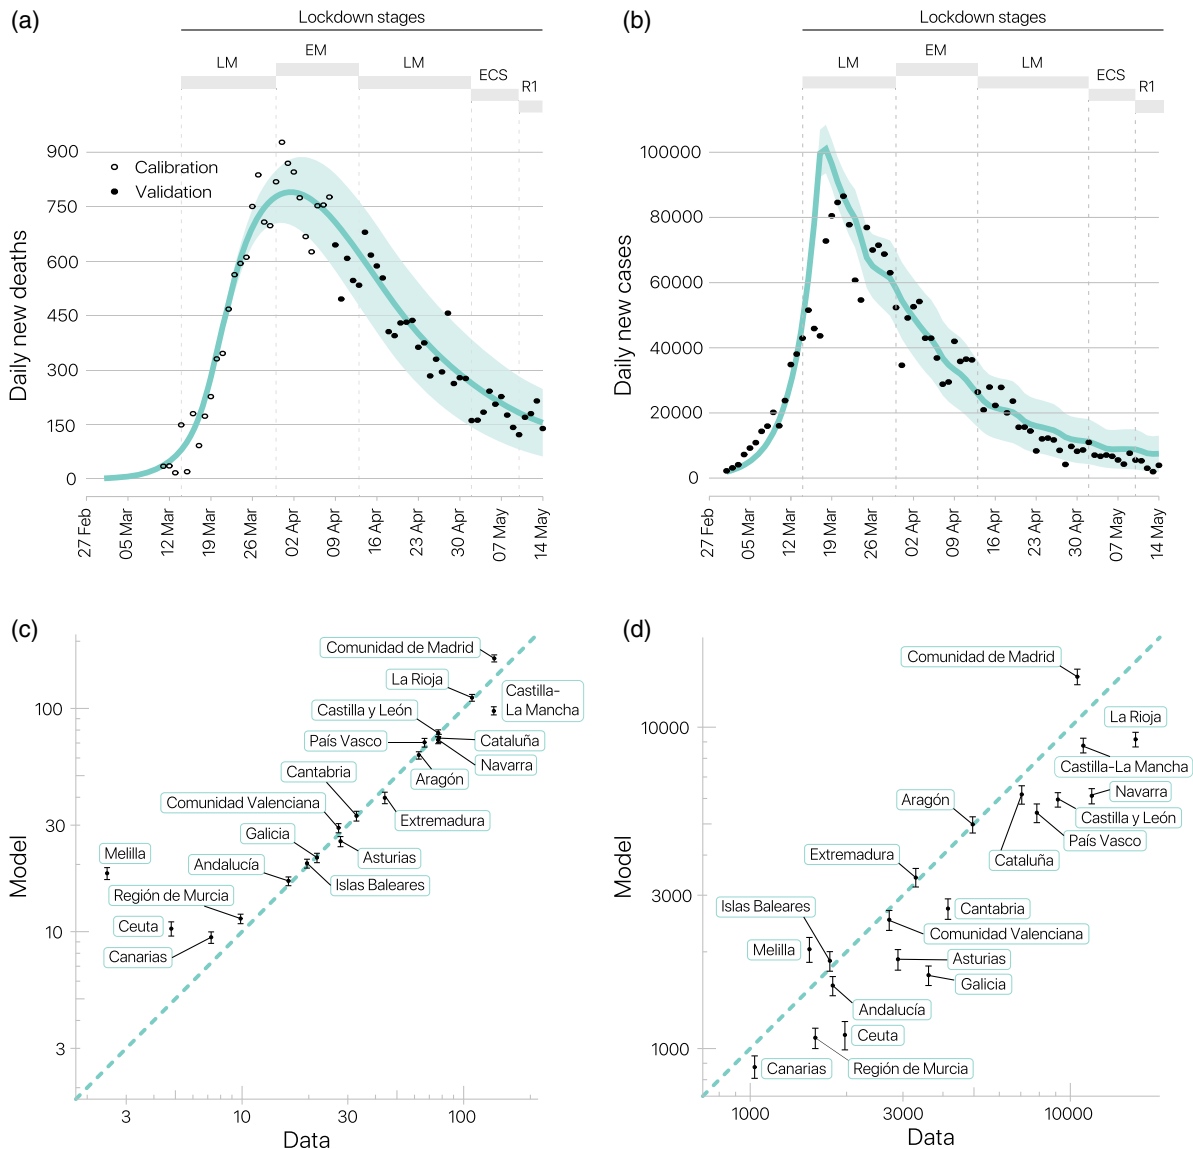 (a)
Lockdown stages
LM
EM
LM
ECS
R1
Daily new deaths
900
750
600
450
300
150
0
Calibration
Validation
27 Feb
05 Mar
12 Mar
19 Mar
26 Mar
02 Apr
09 Apr
16 Apr
23 Apr
30 Apr
07 May
14 May
(b)
Lockdown stages
LM
EM
LM
ECS
R1
Daily new cases
100000
80000
60000
40000
20000
0
27 Feb
05 Mar
12 Mar
19 Mar
26 Mar
02 Apr
09 Apr
16 Apr
23 Apr
30 Apr
07 May
14 May
(c)
Model
100
30
10
3
Comunidad de Madrid
La Rioja
Castilla-
La Mancha
Castilla y León
País Vasco
Cataluña
Navarra
Cantabria
Aragón
Comunidad Valenciana
Extremadura
Galicia
Melilla
Andalucía
Asturias
Islas Baleares
Región de Murcia
Ceuta
Canarias
3
10
30
100
Data
(d)
Model
10000
3000
1000
Comunidad de Madrid
La Rioja
Castilla-La Mancha
Aragón
Navarra
Castilla y León
País Vasco
Extremadura
Cataluña
Islas Baleares
Cantabria
Comunidad Valenciana
Melilla
Asturias
Galicia
Andalucía
Ceuta
Canarias
Región de Murcia
1000
3000
10000
Data